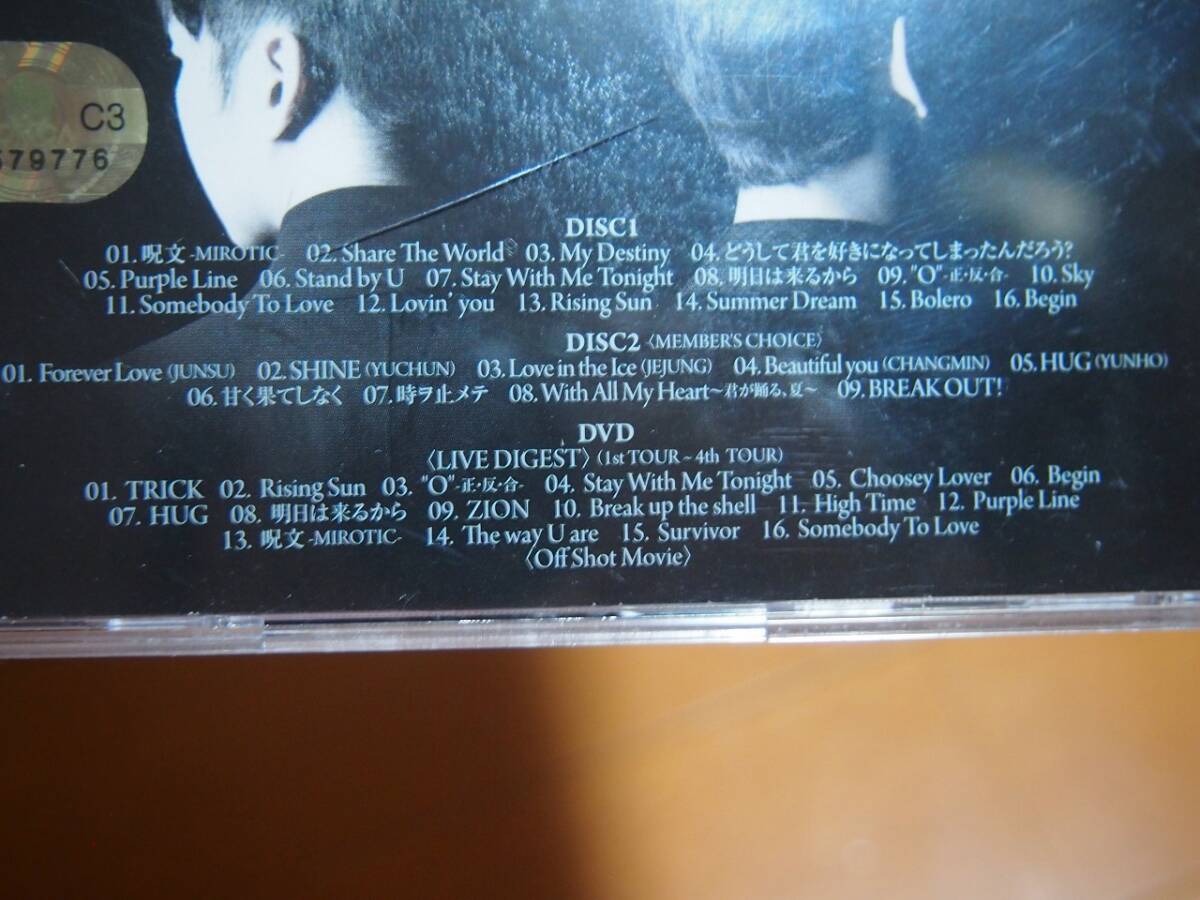 C3
579776
DISC1
01. 呪文 -MIROTIC- 02. Share The World 03. My Destiny 04. どうして君を好きになってしまったんだろう?
05. Purple Line 06. Stand by U 07. Stay With Me Tonight 08. 明日は来るから 09. "O"-正・反・合- 10. Sky
11. Somebody To Love 12. Lovin' you 13. Rising Sun 14. Summer Dream 15. Bolero 16. Begin
DISC2 〈MEMBER'S CHOICE〉
01. Forever Love (JUNSU) 02. SHINE (YUCHUN) 03. Love in the Ice (JEJUNG) 04. Beautiful you (CHANGMIN) 05. HUG (YUNHO)
06. 甘く果てしなく 07. 時ヲ止メテ 08. With All My Heart～君が踊る、夏～ 09. BREAK OUT!
DVD
〈LIVE DIGEST〉 (1st TOUR ~ 4th TOUR)
01. TRICK 02. Rising Sun 03. "O"-正・反・合- 04. Stay With Me Tonight 05. Choosey Lover 06. Begin
07. HUG 08. 明日は来るから 09. ZION 10. Break up the shell 11. High Time 12. Purple Line
13. 呪文 -MIROTIC- 14. The way U are 15. Survivor 16. Somebody To Love
〈Off Shot Movie〉